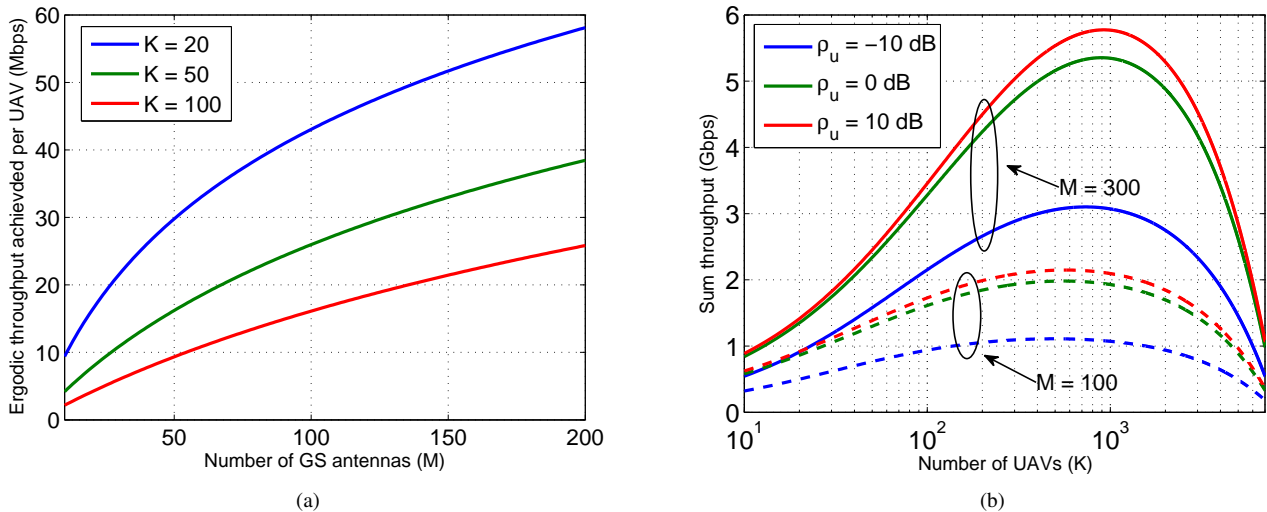 60
50
40
30
20
10
0
Ergodic throughput achievded per UAV (Mbps)
K = 20
K = 50
K = 100
50
100
150
200
Number of GS antennas (M)
(a)
6
5
4
3
2
1
0
Sum throughput (Gbps)
ρu = −10 dB
ρu = 0 dB
ρu = 10 dB
M = 300
M = 100
10^1
10^2
10^3
Number of UAVs (K)
(b)